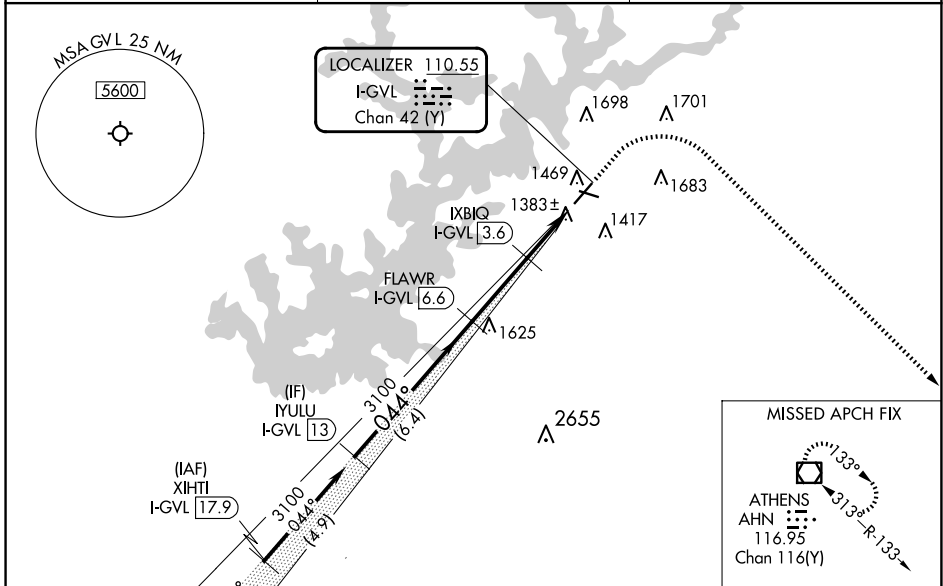 MSA GVL 25 NM
5600
LOCALIZER 110.55
I-GVL
Chan 42 (Y)
1698
1701
1469
1683
1383±
1417
IXBIQ
I-GVL 3.6
FLAWR
I-GVL 6.6
1625
(IF)
IYULU
I-GVL 13
3100
044°
(6.4)
2655
(IAF)
XIHTI
I-GVL 17.9
3100
044°
(4.9)
MISSED APCH FIX
133°
313°
R-133
ATHENS
AHN
116.95
Chan 116(Y)